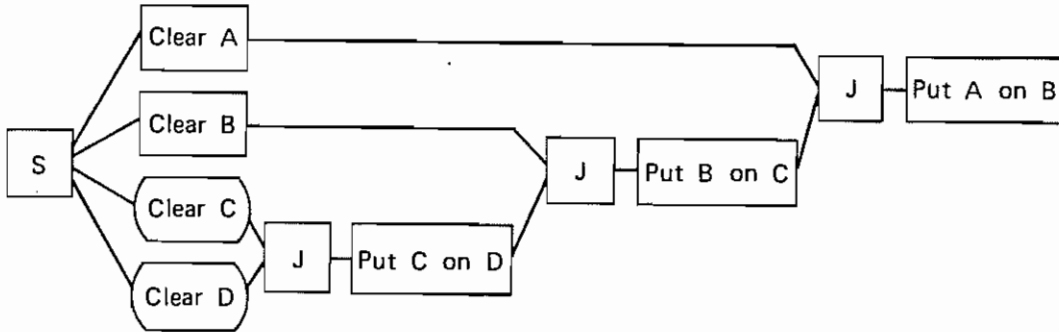 Clear A
J
Put A on B
Clear B
S
J
Put B on C
Clear C
J
Put C on D
Clear D